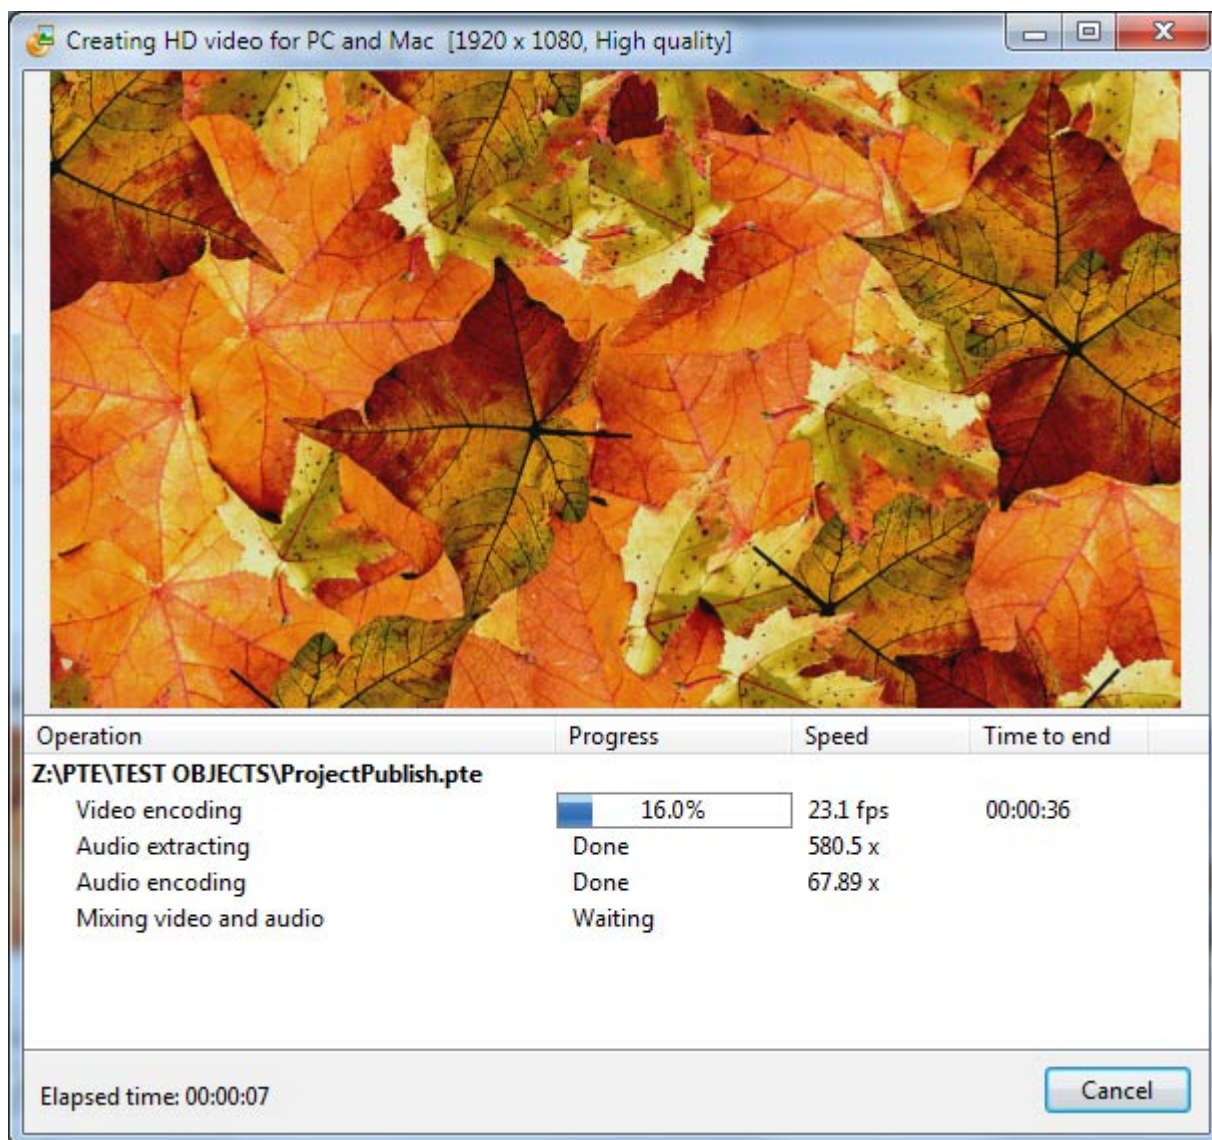 Creating HD video for PC and Mac [1920 x 1080, High quality]
Operation Progress Speed Time to end
Z:\PTE\TEST OBJECTS\ProjectPublish.pte
Video encoding 16.0% 23.1 fps 00:00:36
Audio extracting Done 580.5 x
Audio encoding Done 67.89 x
Mixing video and audio Waiting
Elapsed time: 00:00:07 Cancel